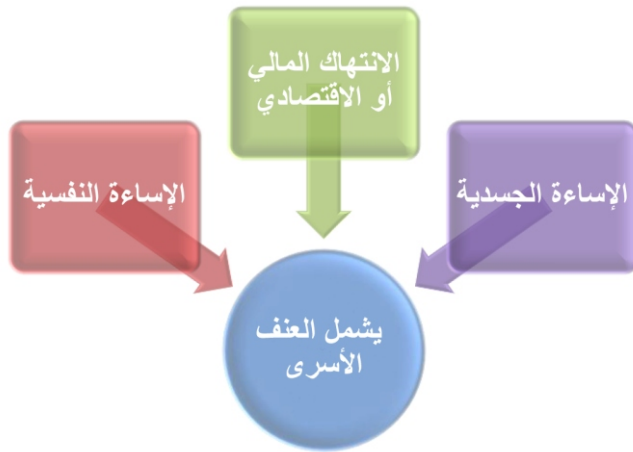 الانتهاك المالي
أو الاقتصادي
الإساءة الجسدية
الإساءة النفسية
يشمل العنف
الأسرى